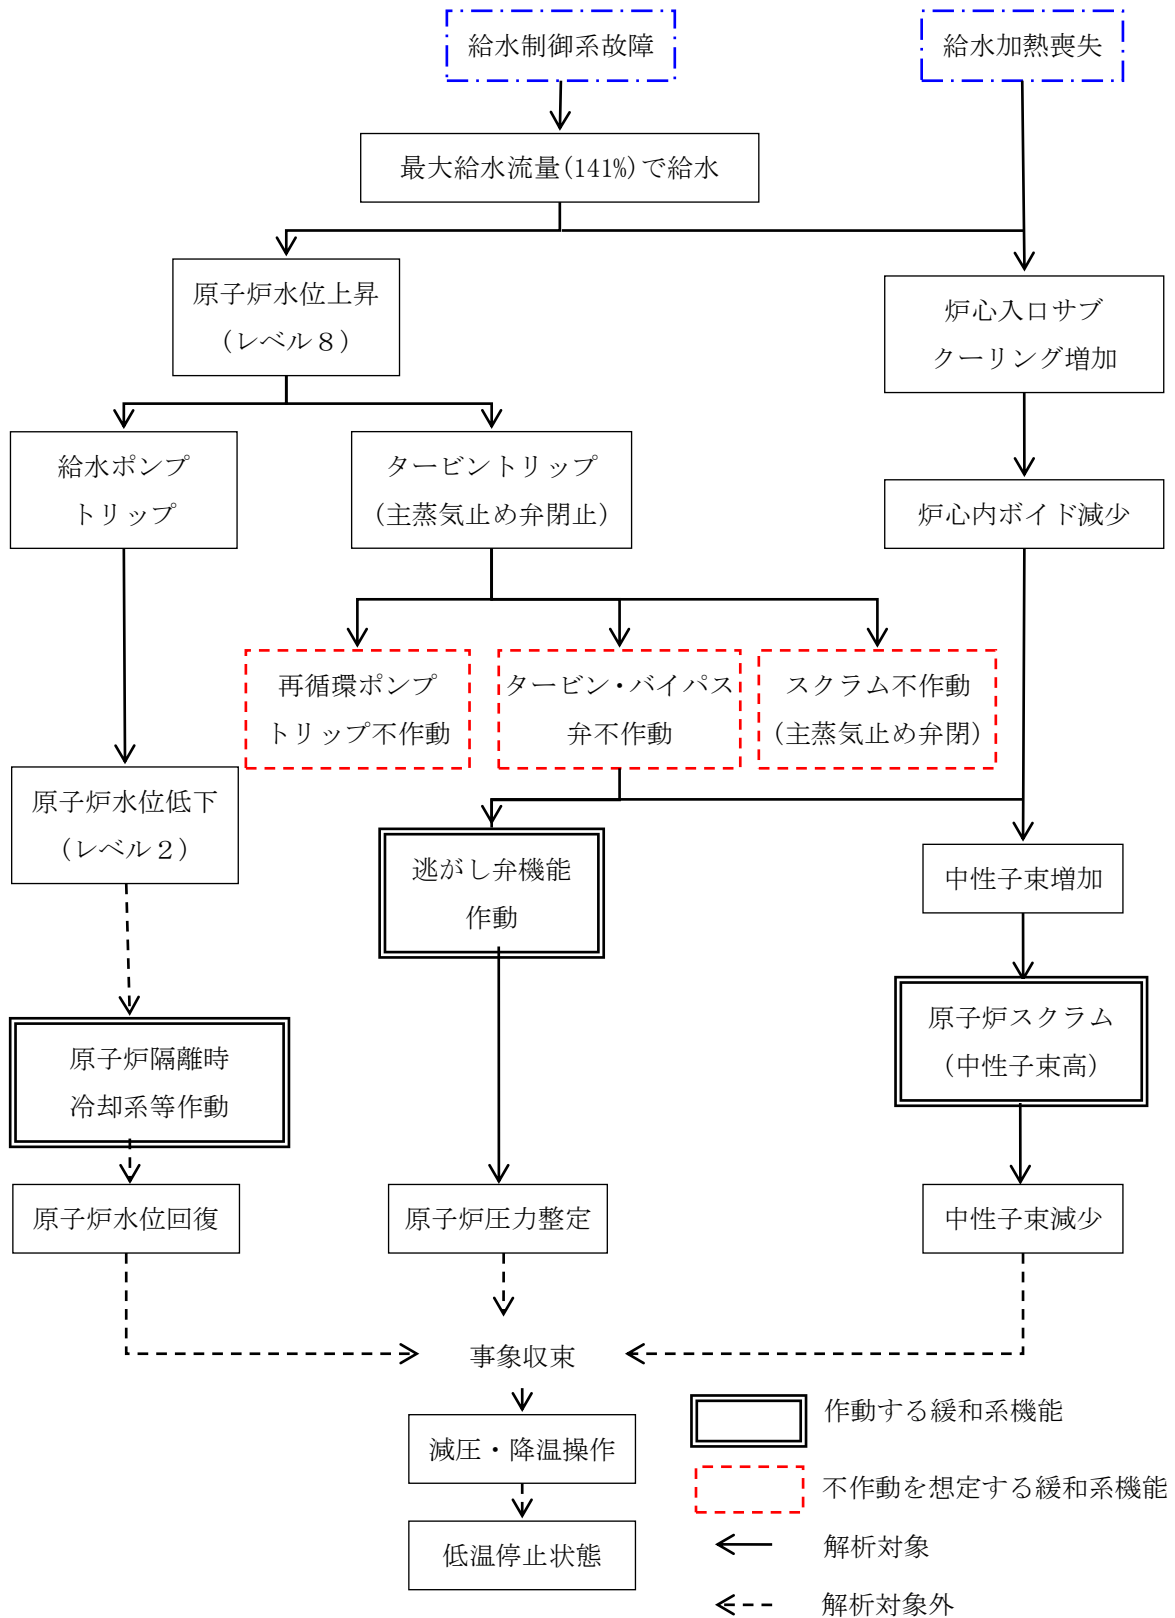 給水制御系故障
給水加熱喪失
最大給水流量(141%)で給水
原子炉水位上昇
(レベル８)
炉心入口サブ
クーリング増加
給水ポンプ
トリップ
タービントリップ
(主蒸気止め弁閉止)
炉心内ボイド減少
再循環ポンプ
トリップ不作動
タービン・バイパス
弁不作動
スクラム不作動
(主蒸気止め弁閉)
原子炉水位低下
(レベル２)
逃がし弁機能
作動
中性子束増加
原子炉スクラム
(中性子束高)
原子炉隔離時
冷却系等作動
原子炉水位回復
原子炉圧力整定
中性子束減少
事象収束
減圧・降温操作
低温停止状態
作動する緩和系機能
不作動を想定する緩和系機能
解析対象
解析対象外